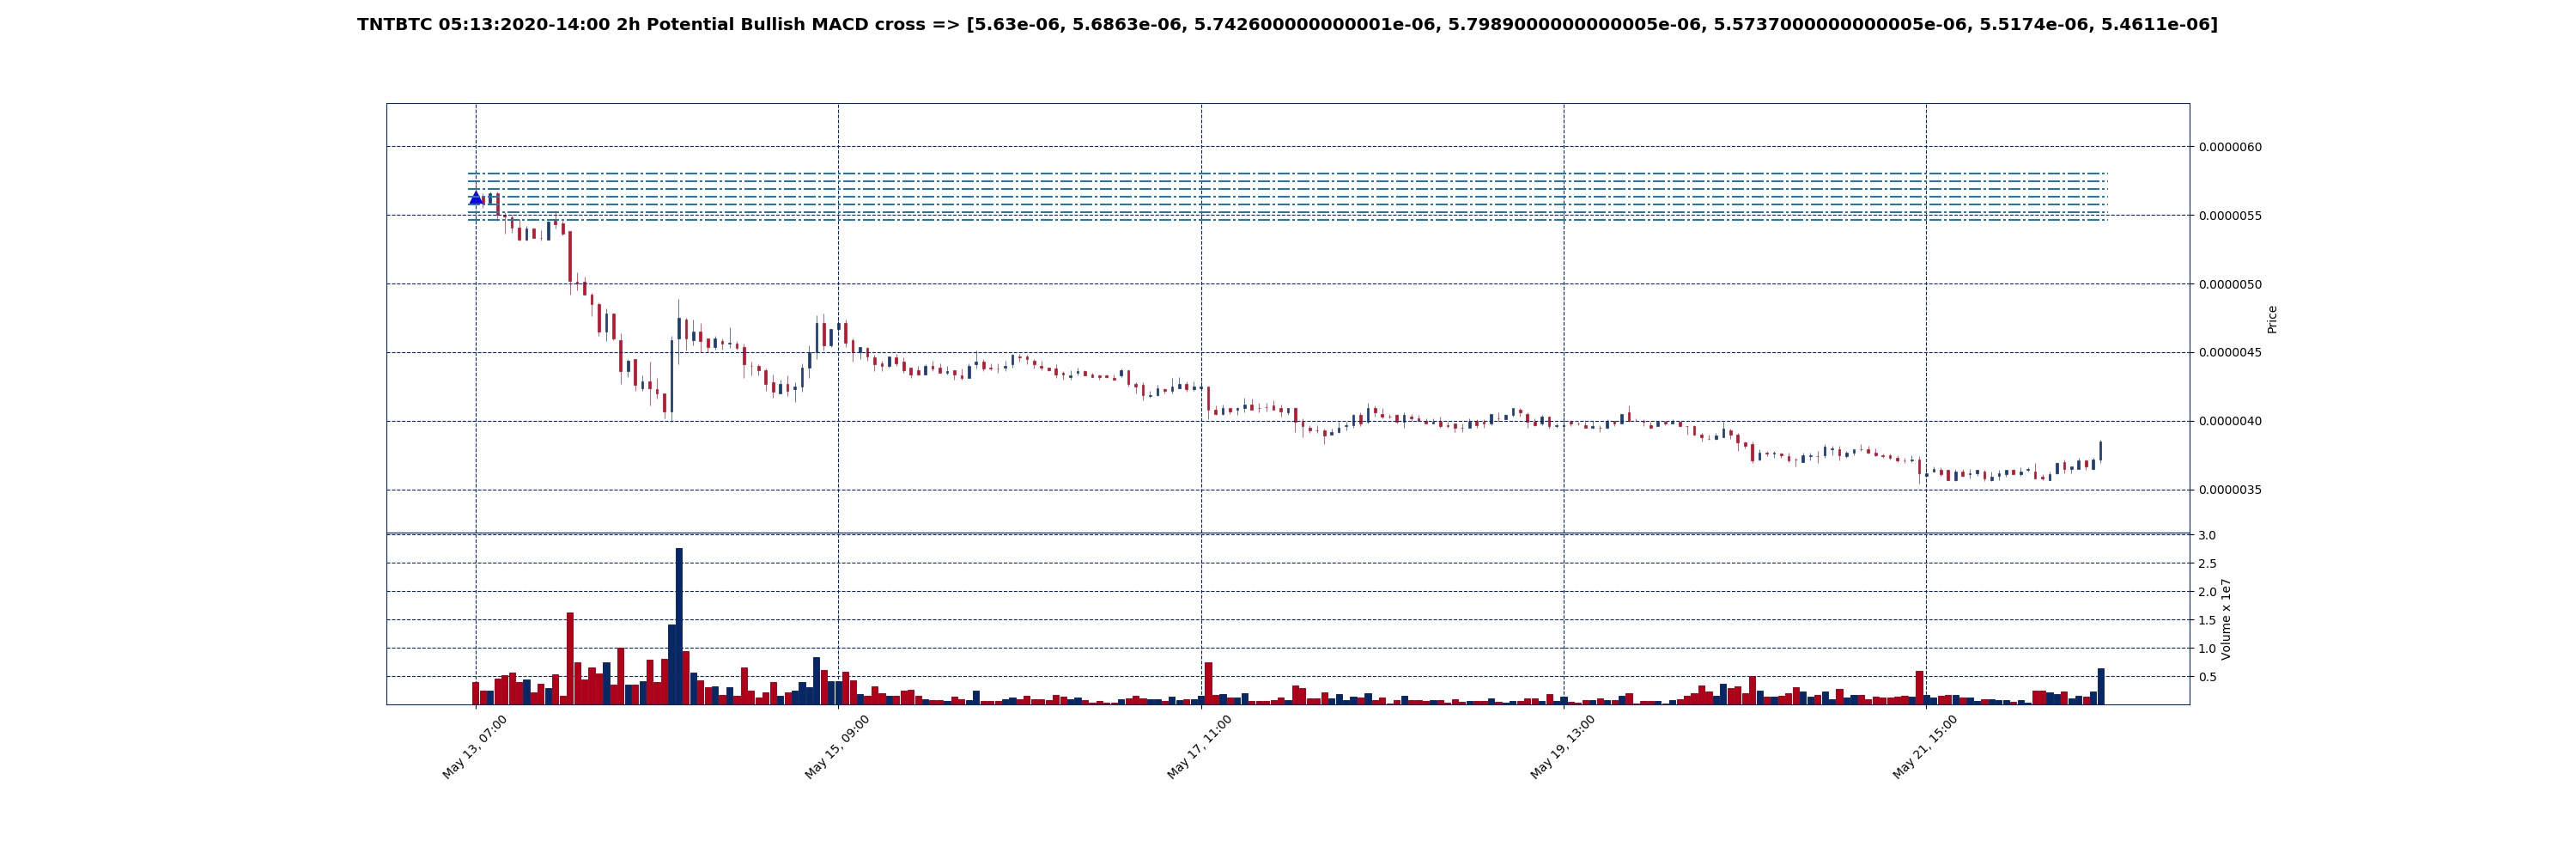 TNTBTC 05:13:2020-14:00 2h Potential Bullish MACD cross => [5.63e-06, 5.6863e-06, 5.742600000000001e-06, 5.7989000000000005e-06, 5.5737000000000005e-06, 5.5174e-06, 5.4611e-06]
0.0000060
0.0000055
0.0000050
0.0000045
0.0000040
0.0000035
Price
3.0
2.5
2.0
1.5
1.0
0.5
Volume x 1e7
May 13, 07:00
May 15, 09:00
May 17, 11:00
May 19, 13:00
May 21, 15:00